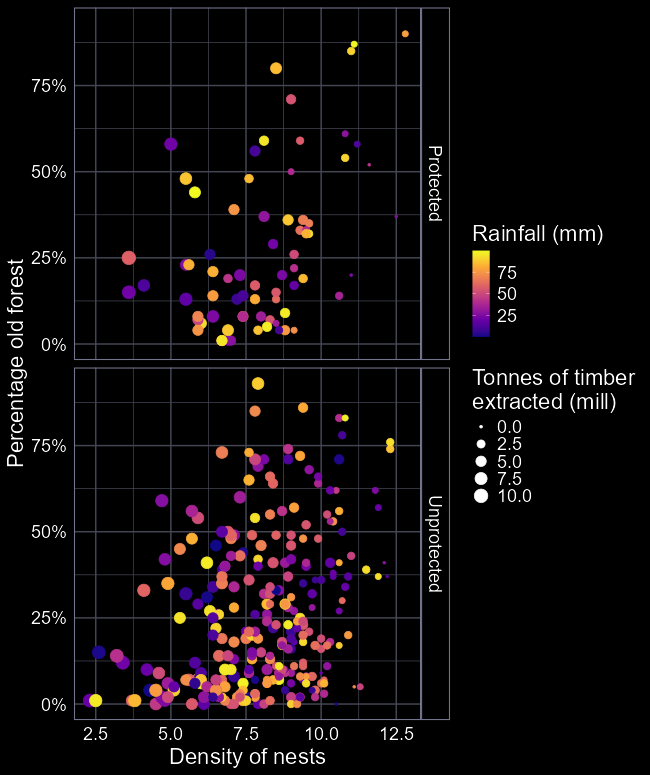 75%
50%
25%
0%
Protected
75%
50%
25%
0%
Unprotected
2.5 5.0 7.5 10.0 12.5
Density of nests
Percentage old forest
Rainfall (mm)
75
50
25
Tonnes of timber
extracted (mill)
0.0
2.5
5.0
7.5
10.0